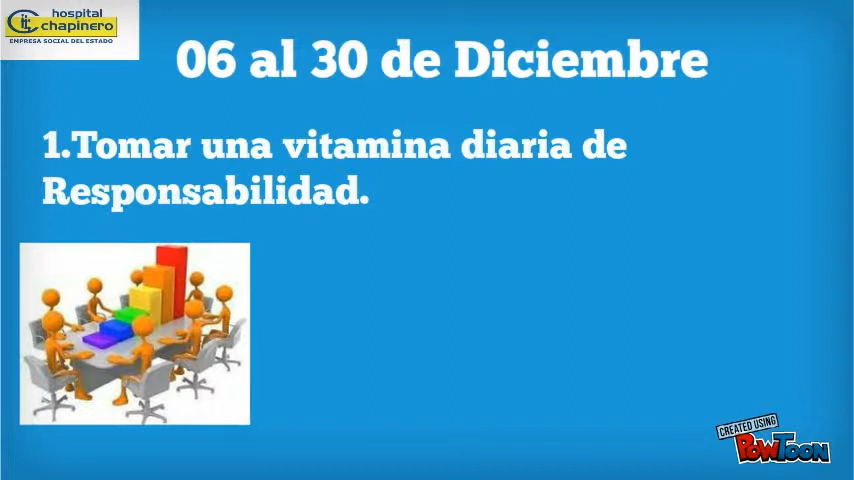 hospital
chapinero
EMPRESA SOCIAL DEL ESTADO
06 al 30 de Diciembre
1.Tomar una vitamina diaria de
Responsabilidad.
CREATED USING
POWTOON